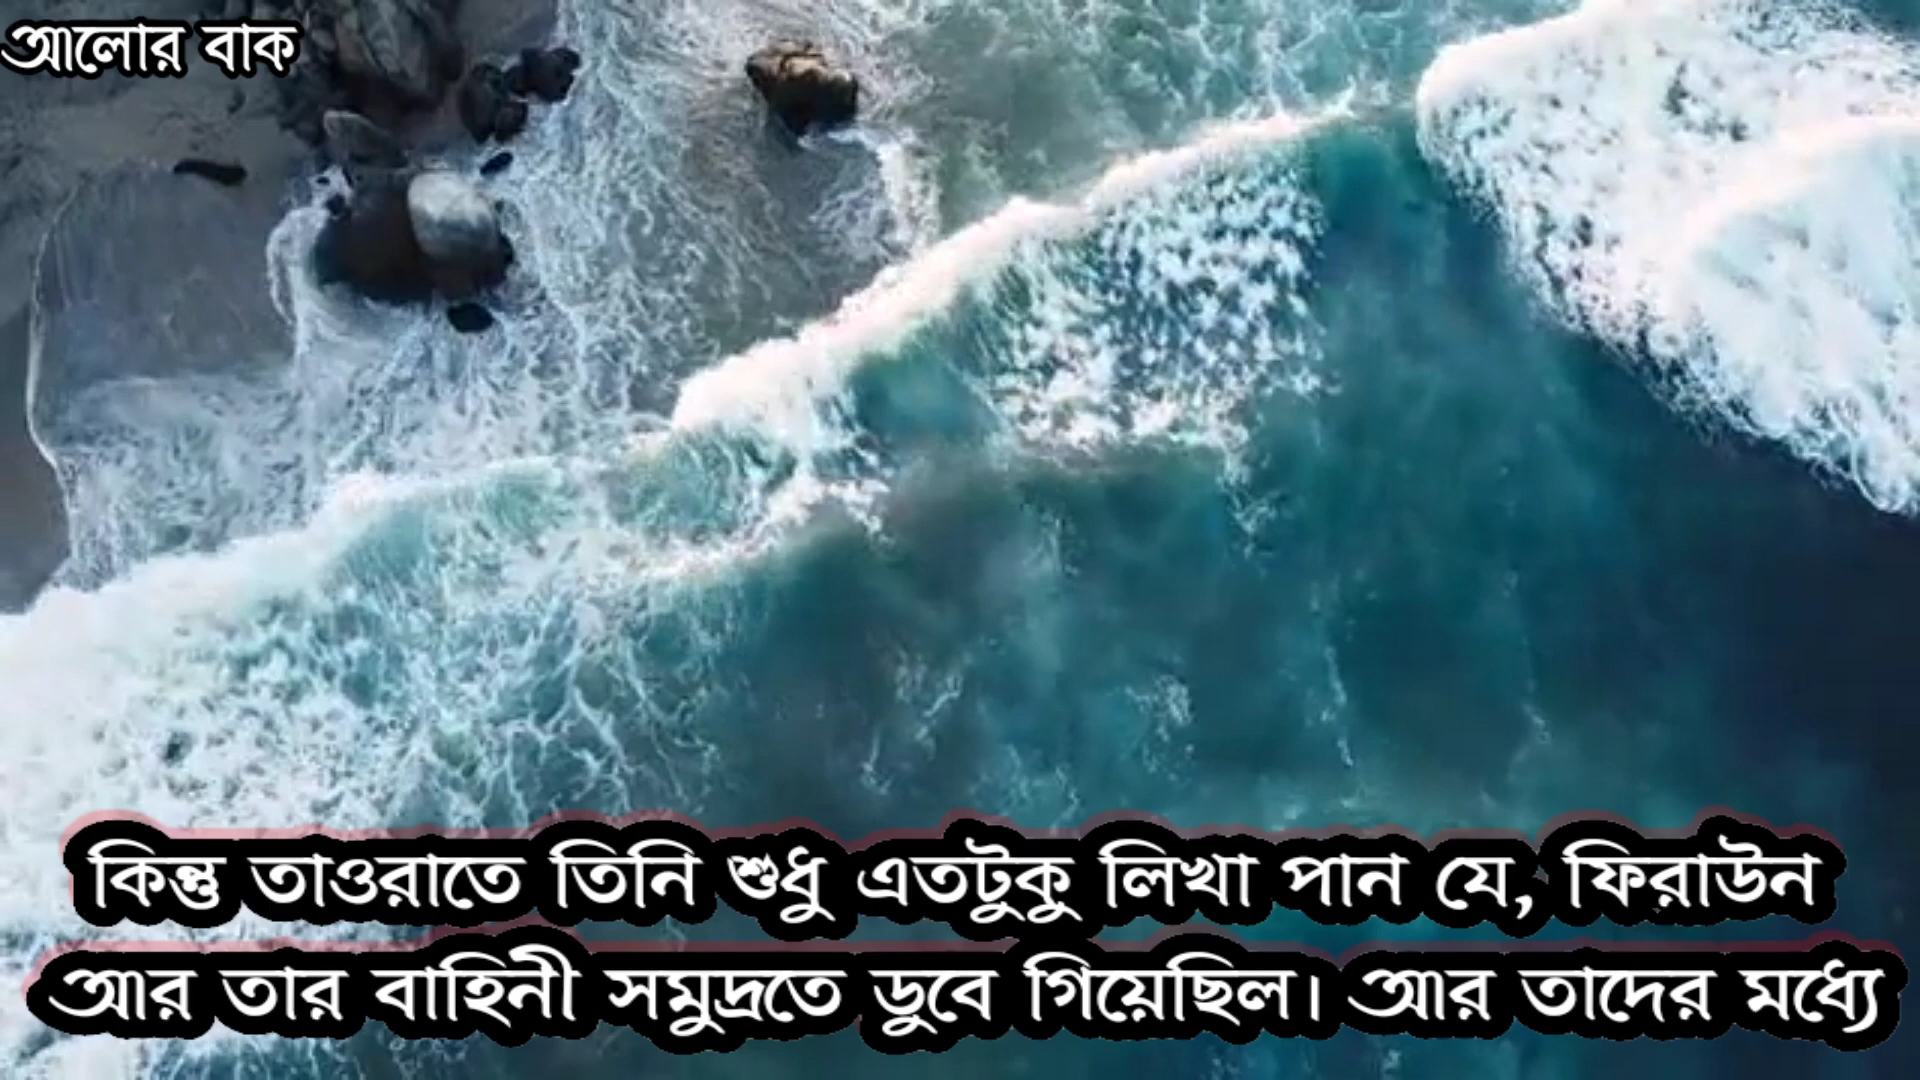 আলোর বাক
কিন্তু তাওরাতে তিনি শুধু এতটুকু লিখা পান যে, ফিরাউন
আর তার বাহিনী সমুদ্রতে ডুবে গিয়েছিল। আর তাদের মধ্যে